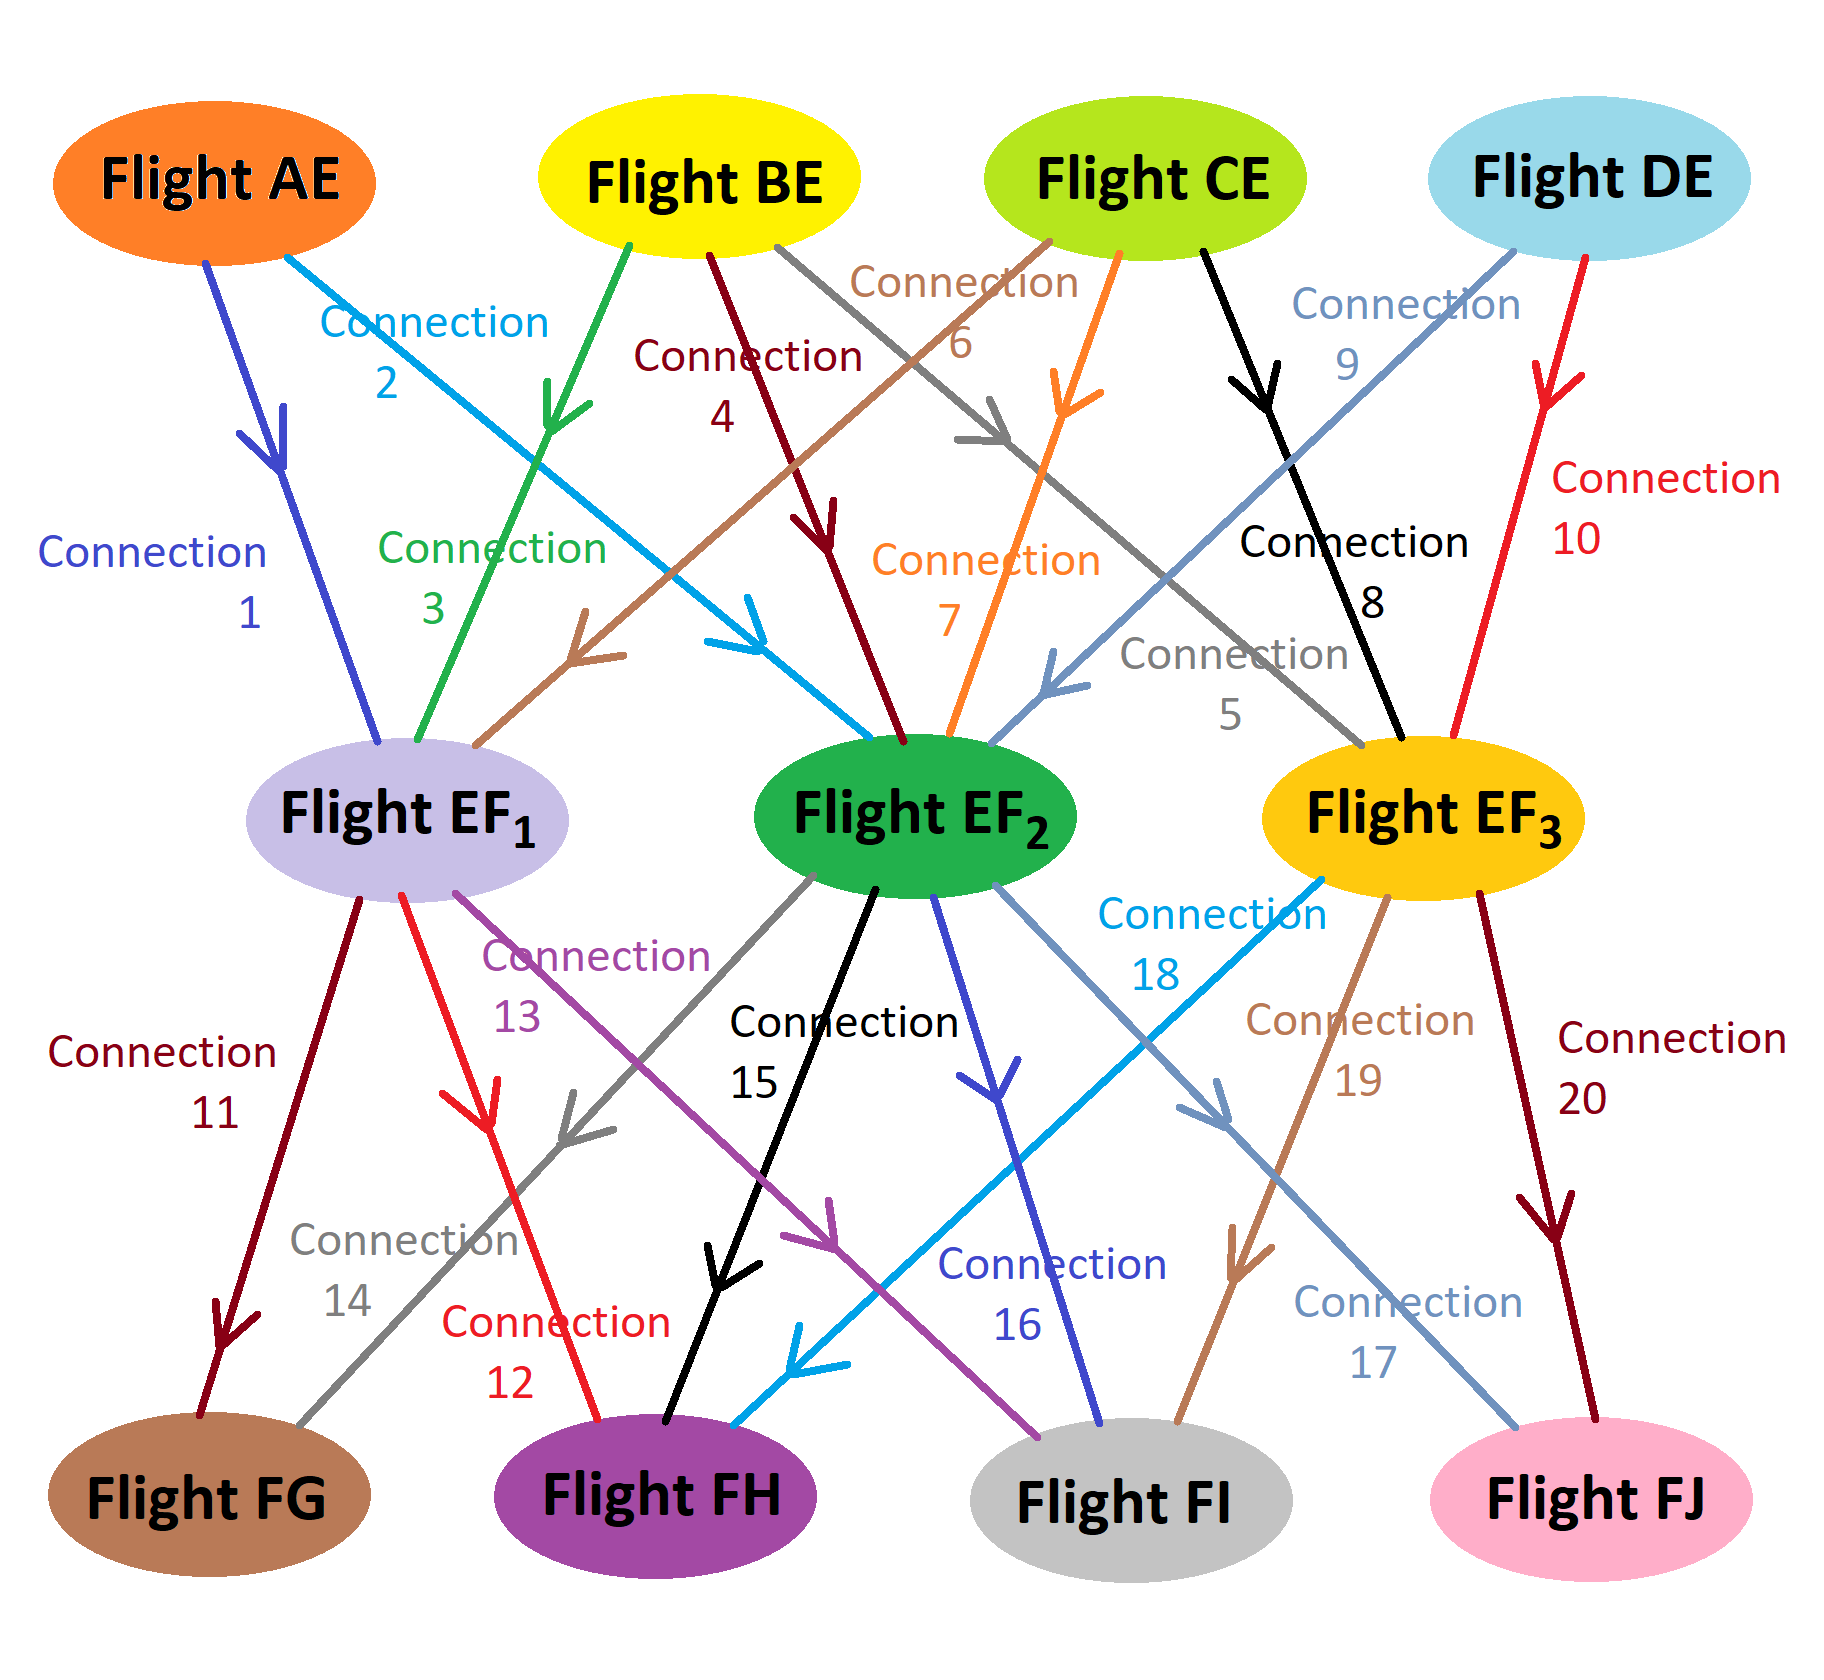 Flight AE
Flight BE
Flight CE
Flight DE
Connection
6
Connection
9
Connection
2
Connection
4
Connection
10
Connection
1
Connection
3
Connection
7
Connection
8
Connection
5
Flight EF₁
Flight EF₂
Flight EF₃
Connection
18
Connection
13
Connection
15
Connection
19
Connection
20
Connection
11
Connection
14
Connection
16
Connection
17
Connection
12
Flight FG
Flight FH
Flight FI
Flight FJ